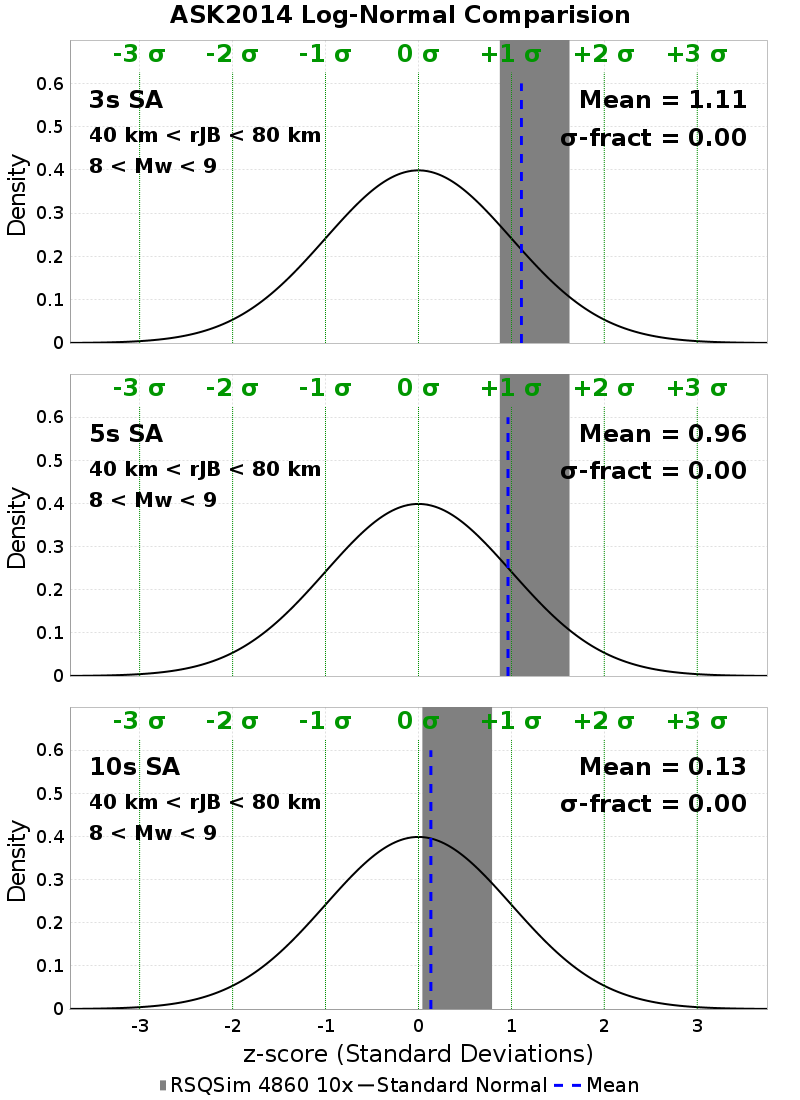 ASK2014 Log-Normal Comparision
-3 σ -2 σ -1 σ 0 σ +1 σ +2 σ +3 σ
3s SA
40 km < rJB < 80 km
8 < Mw < 9
Mean = 1.11
σ-fract = 0.00
Density
0.6
0.5
0.4
0.3
0.2
0.1
0
-3 σ -2 σ -1 σ 0 σ +1 σ +2 σ +3 σ
5s SA
40 km < rJB < 80 km
8 < Mw < 9
Mean = 0.96
σ-fract = 0.00
Density
0.6
0.5
0.4
0.3
0.2
0.1
0
-3 σ -2 σ -1 σ 0 σ +1 σ +2 σ +3 σ
10s SA
40 km < rJB < 80 km
8 < Mw < 9
Mean = 0.13
σ-fract = 0.00
Density
0.6
0.5
0.4
0.3
0.2
0.1
0
-3 -2 -1 0 1 2 3
z-score (Standard Deviations)
RSQSim 4860 10x Standard Normal Mean